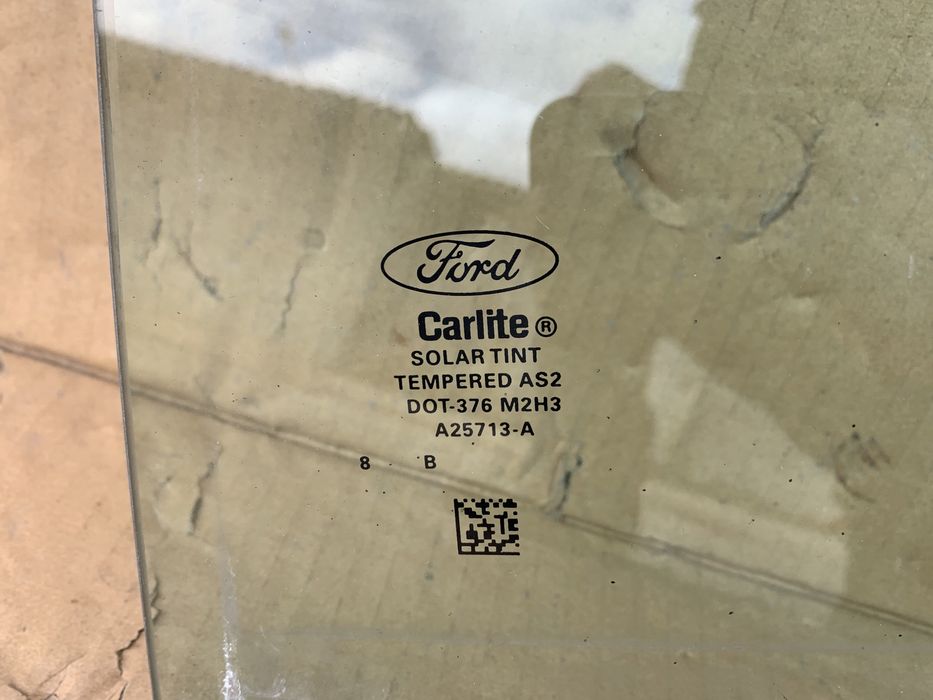 Ford
Carlite ®
SOLAR TINT
TEMPERED AS2
DOT-376 M2H3
A25713-A
8 B